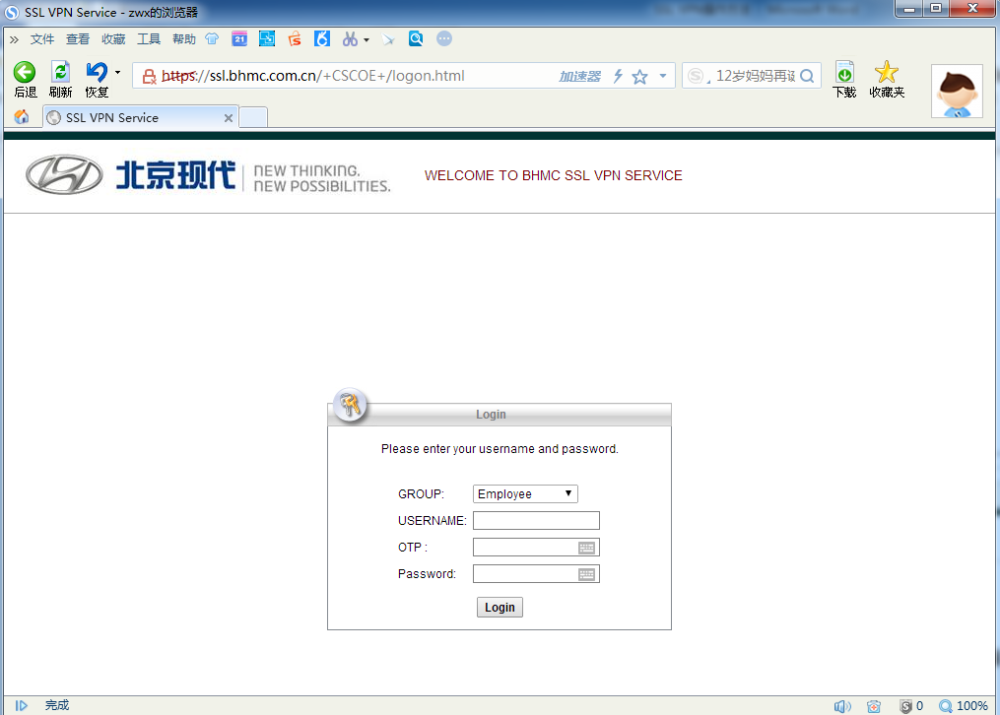 SSL VPN Service - zwx的浏览器
» 文件 查看 收藏 工具 帮助 21
后退 刷新 恢复 https://ssl.bhmc.com.cn/+CSCOE+/logon.html 加速器 12岁妈妈再 下载 收藏夹
SSL VPN Service
北京现代 NEW THINKING.
NEW POSSIBILITIES.
WELCOME TO BHMC SSL VPN SERVICE
Login
Please enter your username and password.
GROUP: Employee
USERNAME:
OTP :
Password:
Login
完成 0 100%